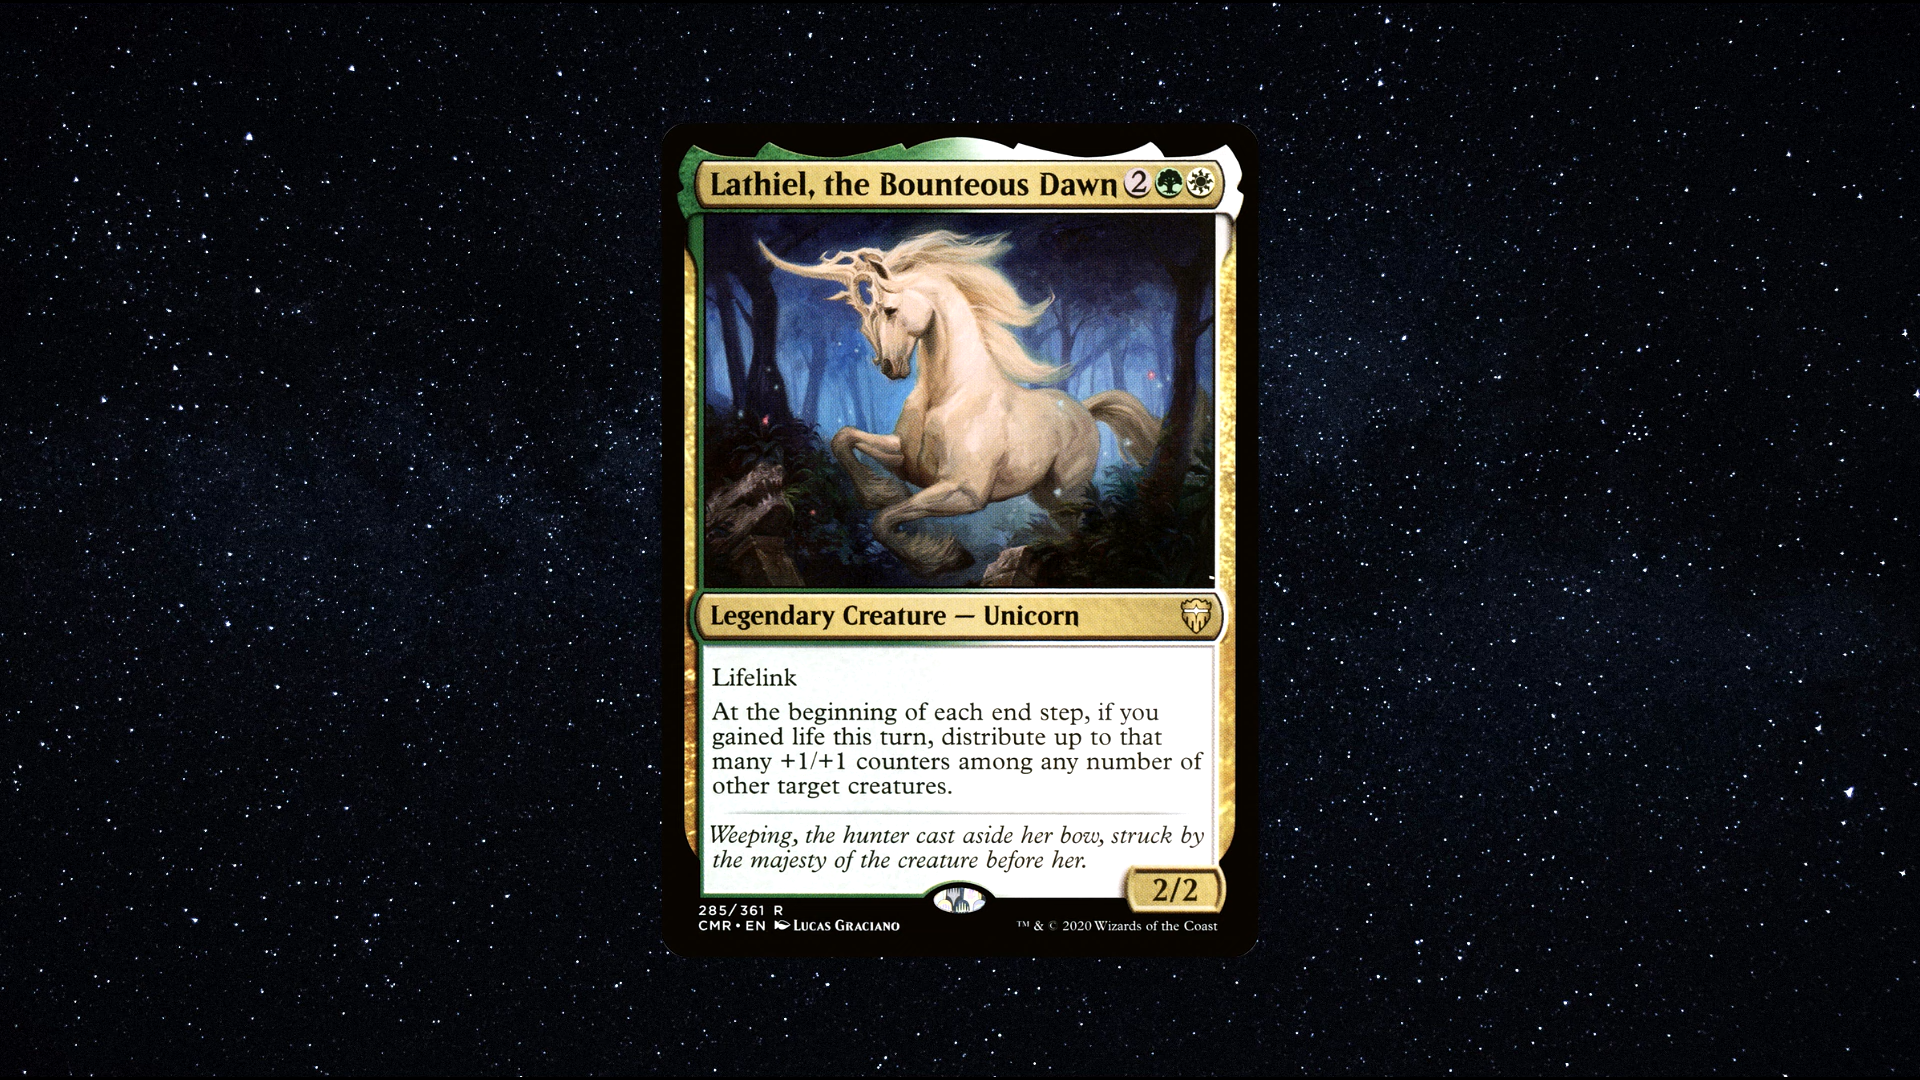 Lathiel, the Bounteous Dawn 2
Legendary Creature — Unicorn
Lifelink
At the beginning of each end step, if you
gained life this turn, distribute up to that
many +1/+1 counters among any number of
other target creatures.
Weeping, the hunter cast aside her bow, struck by
the majesty of the creature before her.
2/2
285/361 R
CMR • EN Lucas Graciano
™ & © 2020 Wizards of the Coast